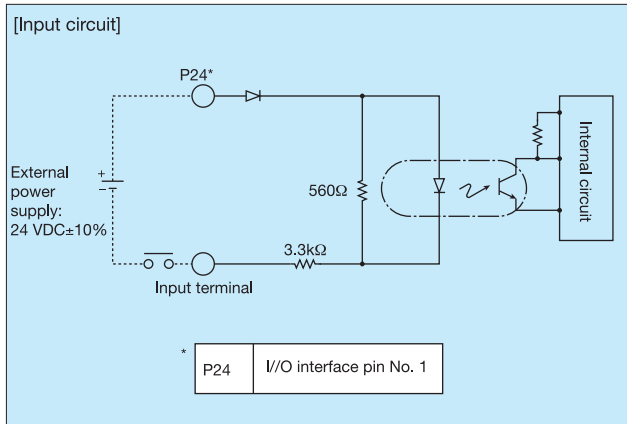 [Input circuit]
P24*
External
power
supply:
24 VDC±10%
+
−
560Ω
Internal circuit
3.3kΩ
Input terminal
*
P24
I//O interface pin No. 1